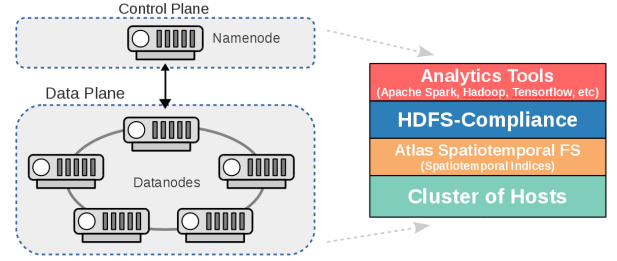 Control Plane
Namenode
Data Plane
Datanodes
Analytics Tools
(Apache Spark, Hadoop, Tensorflow, etc)
HDFS-Compliance
Atlas Spatiotemporal FS
(Spatiotemporal Indices)
Cluster of Hosts